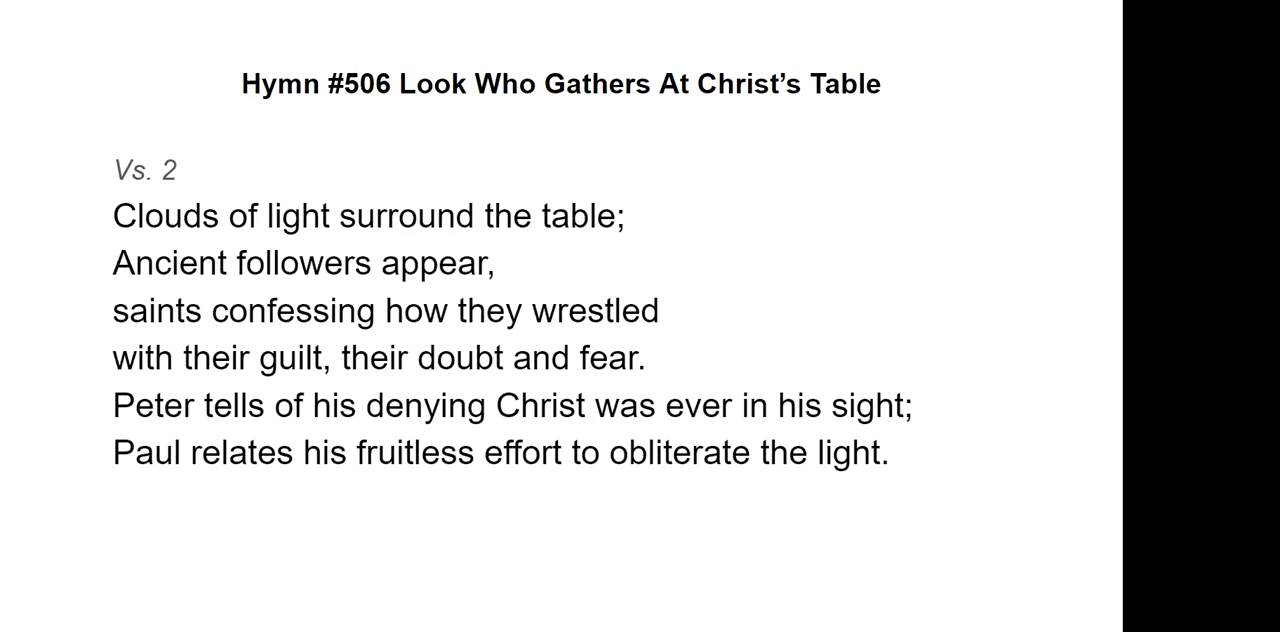 Hymn #506 Look Who Gathers At Christ’s Table
Vs. 2
Clouds of light surround the table;
Ancient followers appear,
saints confessing how they wrestled
with their guilt, their doubt and fear.
Peter tells of his denying Christ was ever in his sight;
Paul relates his fruitless effort to obliterate the light.